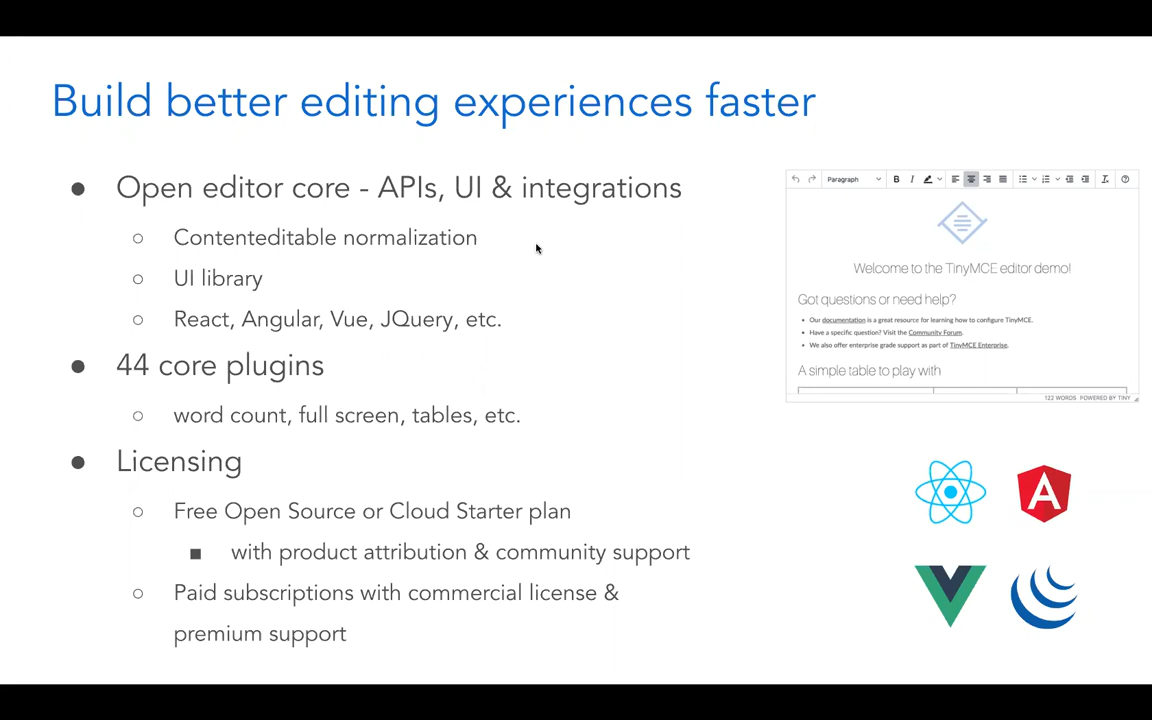 Build better editing experiences faster
● Open editor core - APIs, UI & integrations
○ Contenteditable normalization
○ UI library
○ React, Angular, Vue, JQuery, etc.
● 44 core plugins
○ word count, full screen, tables, etc.
● Licensing
○ Free Open Source or Cloud Starter plan
■ with product attribution & community support
○ Paid subscriptions with commercial license &
premium support
Paragraph B I
Welcome to the TinyMCE editor demo!
Got questions or need help?
• Our documentation is a great resource for learning how to configure TinyMCE.
• Have a specific question? Visit the Community Forum.
• We also offer enterprise grade support as part of TinyMCE Enterprise.
A simple table to play with
122 WORDS POWERED BY TINY
A